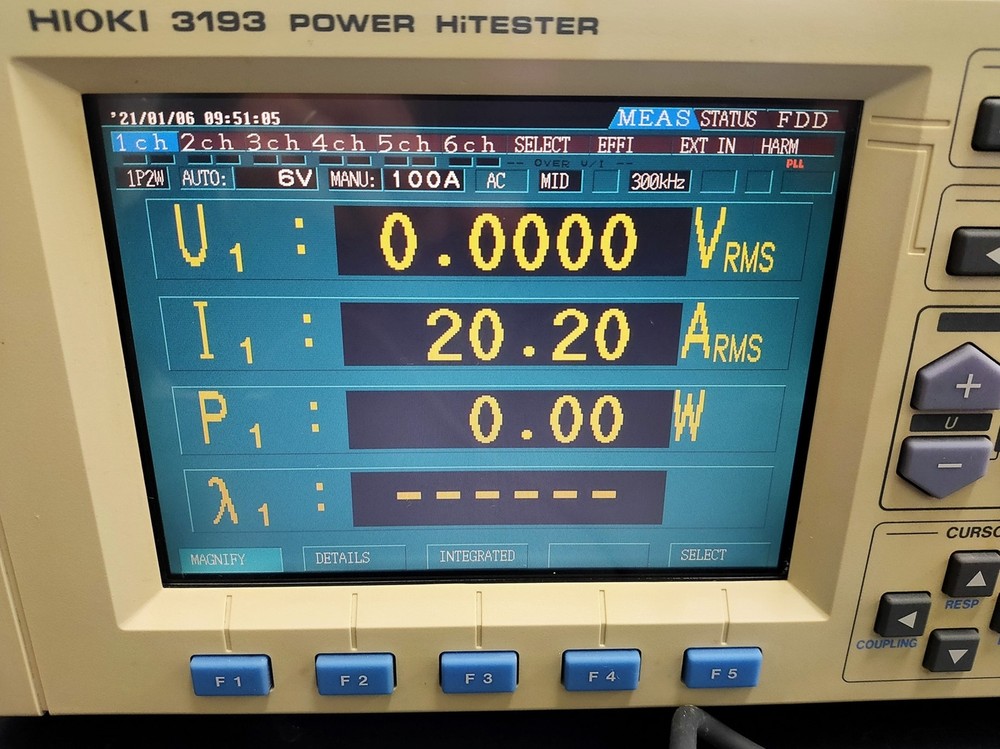 HIOKI 3193 POWER HiTESTER
'21/01/06 09:51:05 MEAS STATUS FDD
1ch 2ch 3ch 4ch 5ch 6ch SELECT EFFI EXT IN HARM
-- OVER U/I -- PLL
1P2W AUTO: 6V MANU: 100A AC MID 300kHz
U1 : 0.0000 VRMS
I1 : 20.20 ARMS
P1 : 0.00 W
λ1 : ------
MAGNIFY DETAILS INTEGRATED SELECT
F1 F2 F3 F4 F5
+
U
−
CURSO
RESP
COUPLING